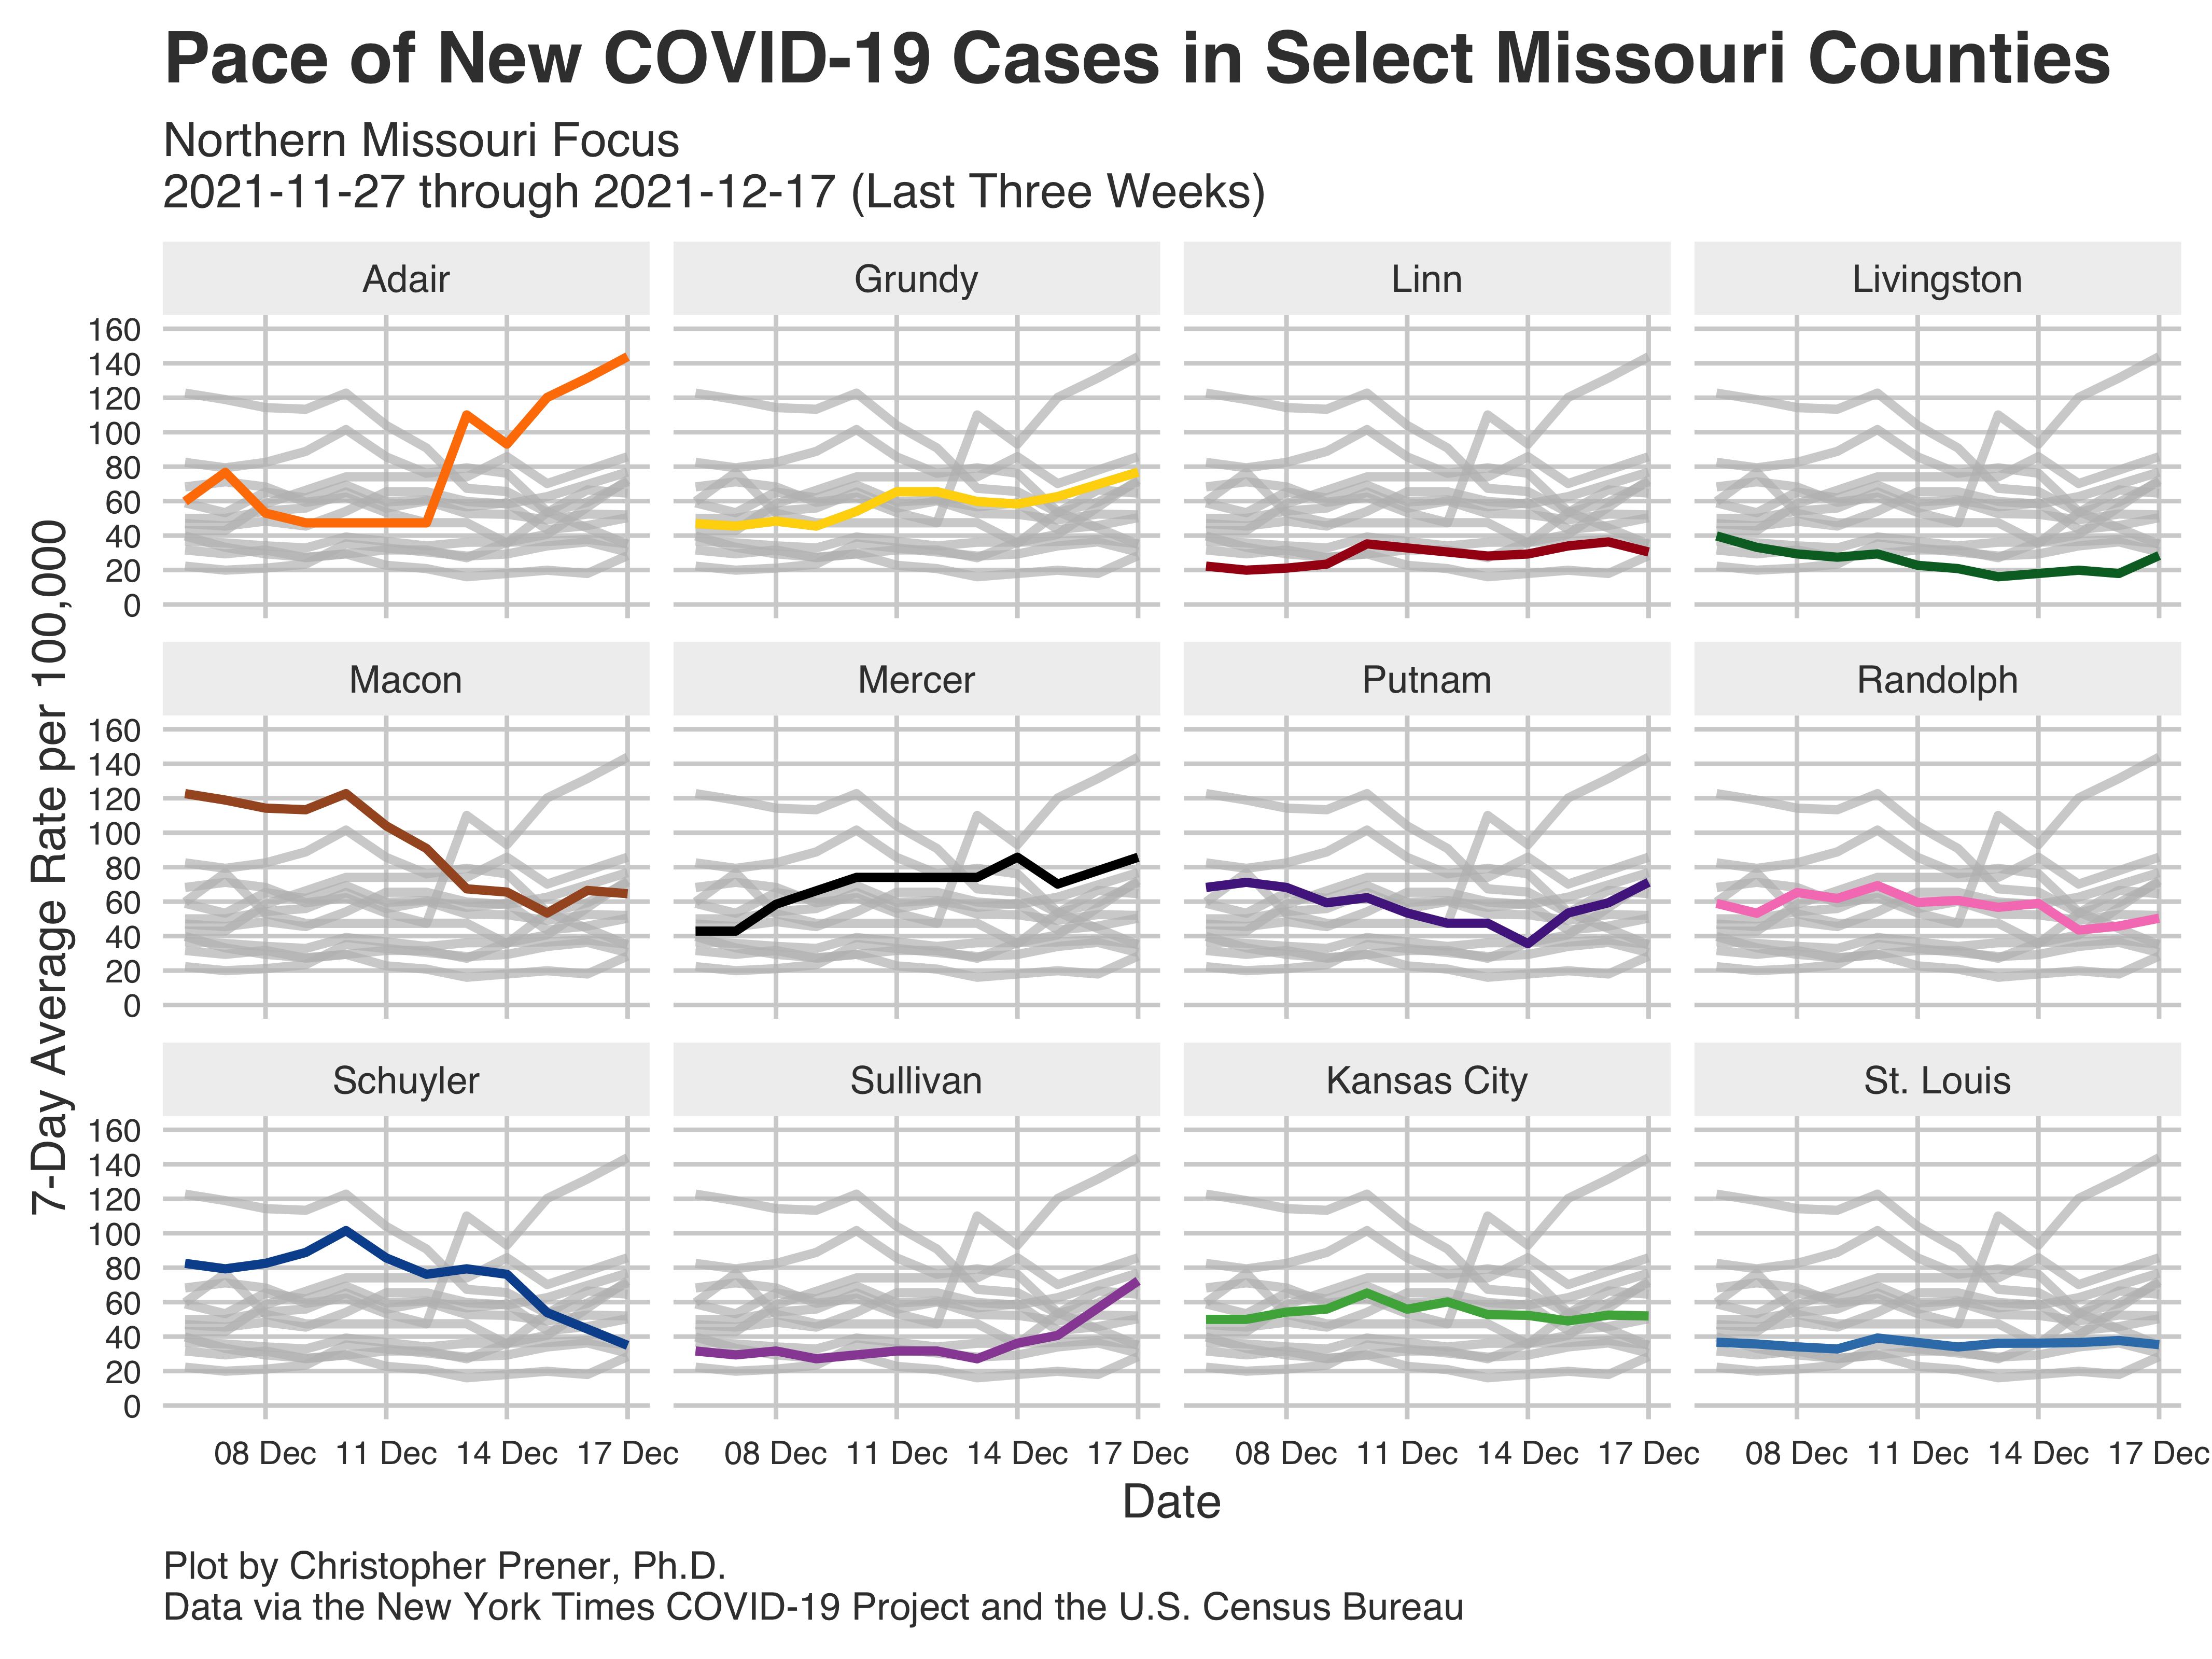 Pace of New COVID-19 Cases in Select Missouri Counties
Northern Missouri Focus
2021-11-27 through 2021-12-17 (Last Three Weeks)
7-Day Average Rate per 100,000
Adair
Grundy
Linn
Livingston
160
140
120
100
80
60
40
20
0
Macon
Mercer
Putnam
Randolph
160
140
120
100
80
60
40
20
0
Schuyler
Sullivan
Kansas City
St. Louis
160
140
120
100
80
60
40
20
0
08 Dec 11 Dec 14 Dec 17 Dec
08 Dec 11 Dec 14 Dec 17 Dec
08 Dec 11 Dec 14 Dec 17 Dec
08 Dec 11 Dec 14 Dec 17 Dec
Date
Plot by Christopher Prener, Ph.D.
Data via the New York Times COVID-19 Project and the U.S. Census Bureau